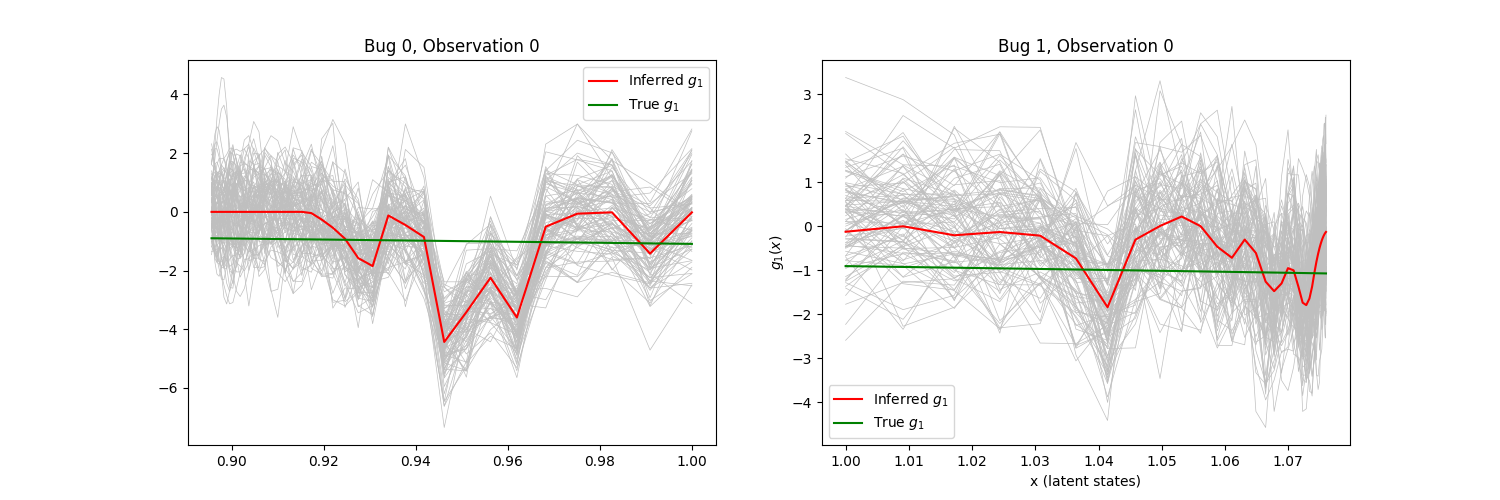 Bug 0, Observation 0
Inferred g₁
True g₁
4
2
0
−2
−4
−6
0.90 0.92 0.94 0.96 0.98 1.00
Bug 1, Observation 0
g₁(x)
3
2
1
0
−1
−2
−3
−4
Inferred g₁
True g₁
1.00 1.01 1.02 1.03 1.04 1.05 1.06 1.07
x (latent states)